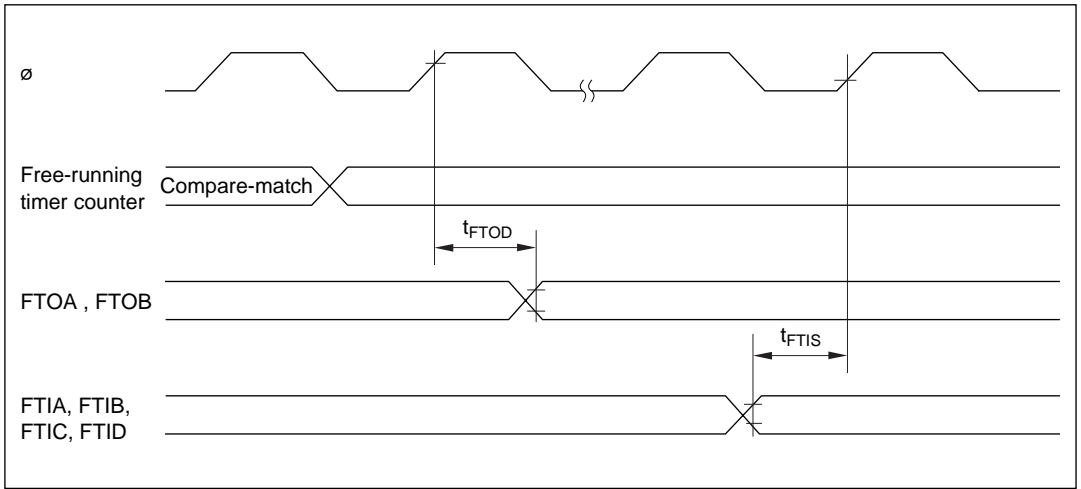 ø
Free-running
timer counter
Compare-match
tFTOD
FTOA , FTOB
tFTIS
FTIA, FTIB,
FTIC, FTID